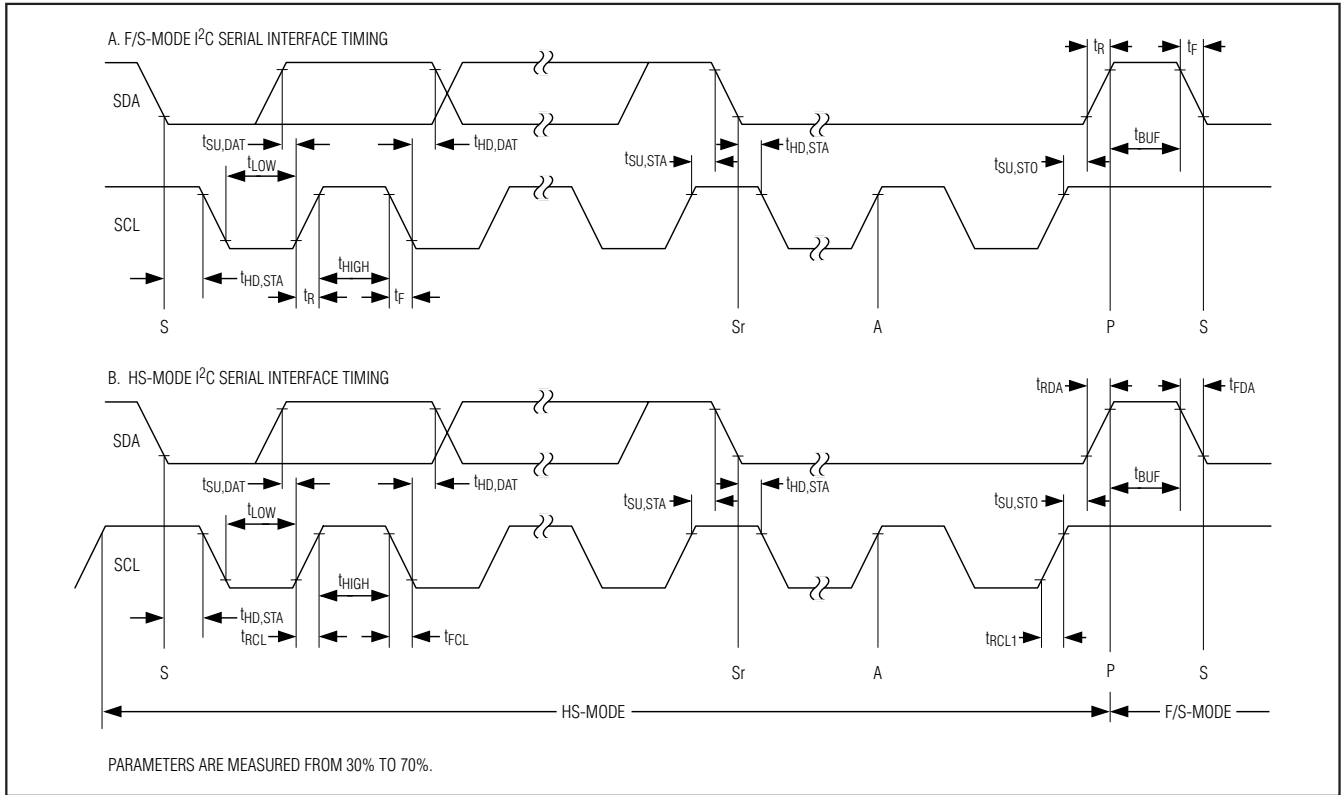 A. F/S-MODE I²C SERIAL INTERFACE TIMING
tR
tF
SDA
tSU,DAT
tHD,DAT
tLOW
tSU,STA
tHD,STA
tSU,STO
tBUF
SCL
tHD,STA
tHIGH
tR
tF
S
Sr
A
P
S
B. HS-MODE I²C SERIAL INTERFACE TIMING
tRDA
tFDA
SDA
tSU,DAT
tHD,DAT
tLOW
tSU,STA
tHD,STA
tSU,STO
tBUF
SCL
tHIGH
tHD,STA
tRCL
tFCL
tRCL1
S
Sr
A
P
S
HS-MODE
F/S-MODE
PARAMETERS ARE MEASURED FROM 30% TO 70%.